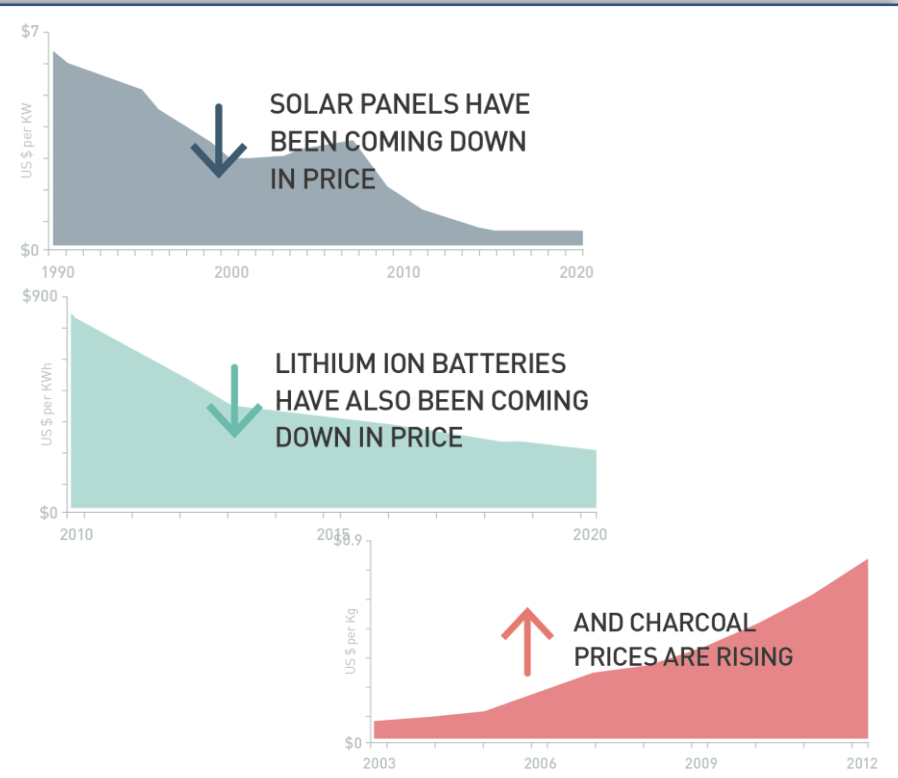 $7
US $ per KW
SOLAR PANELS HAVE
BEEN COMING DOWN
IN PRICE
$0
1990 2000 2010 2020
$900
US $ per KWh
LITHIUM ION BATTERIES
HAVE ALSO BEEN COMING
DOWN IN PRICE
$0
2010 2015 2020
$0.9
US $ per Kg
AND CHARCOAL
PRICES ARE RISING
$0
2003 2006 2009 2012